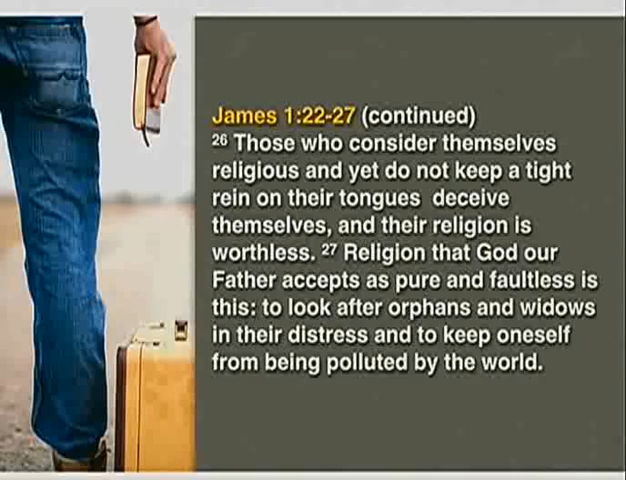 James 1:22-27 (continued)
26 Those who consider themselves
religious and yet do not keep a tight
rein on their tongues deceive
themselves, and their religion is
worthless. 27 Religion that God our
Father accepts as pure and faultless is
this: to look after orphans and widows
in their distress and to keep oneself
from being polluted by the world.